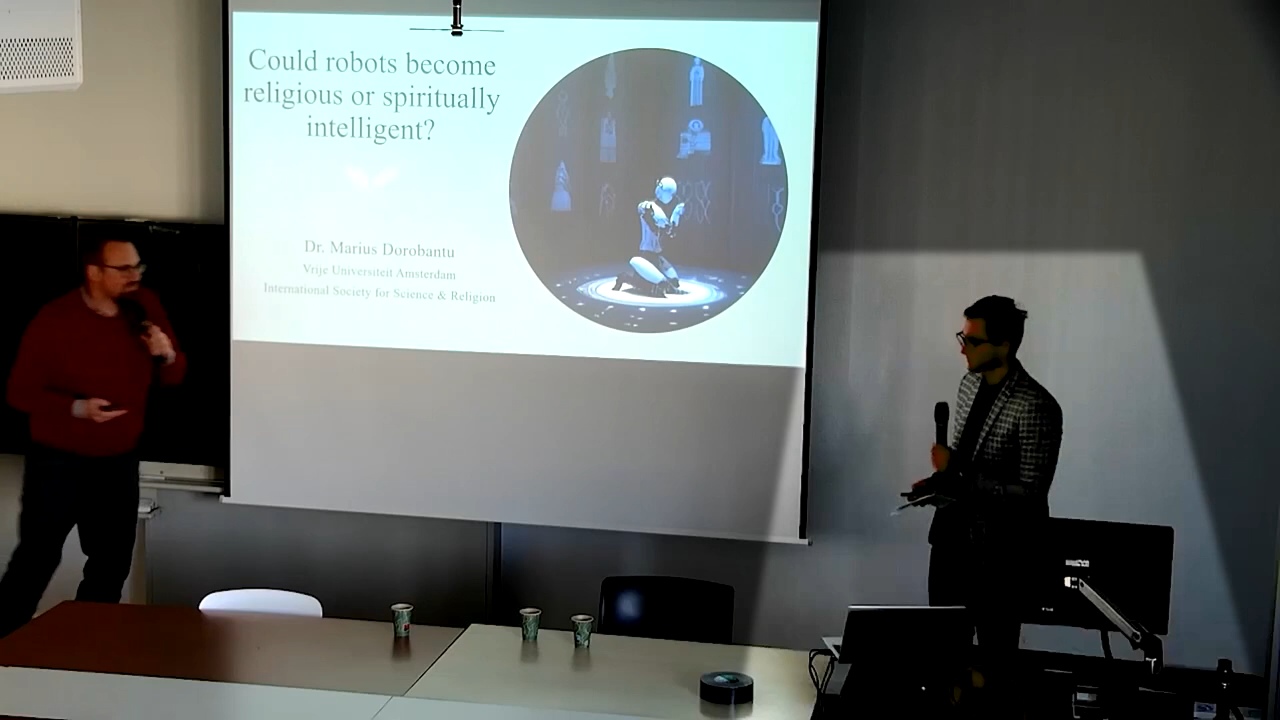 Could robots become
religious or spiritually
intelligent?
Dr. Marius Dorobantu
Vrije Universiteit Amsterdam
International Society for Science & Religion